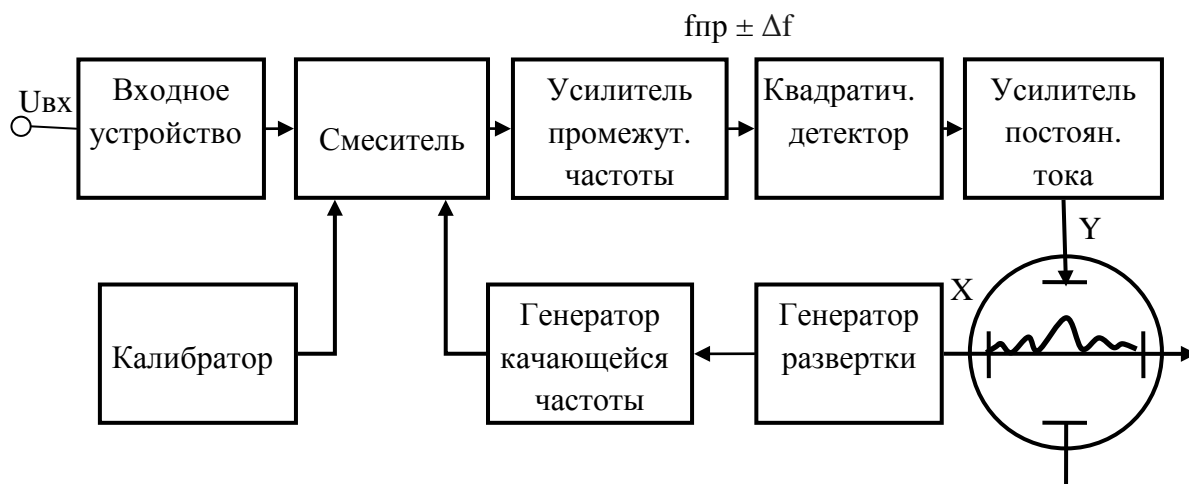 fпр ± Δf
Uвх
Входное
устройство
Смеситель
Усилитель
промежут.
частоты
Квадратич.
детектор
Усилитель
постоян.
тока
Y
X
Калибратор
Генератор
качающейся
частоты
Генератор
развертки